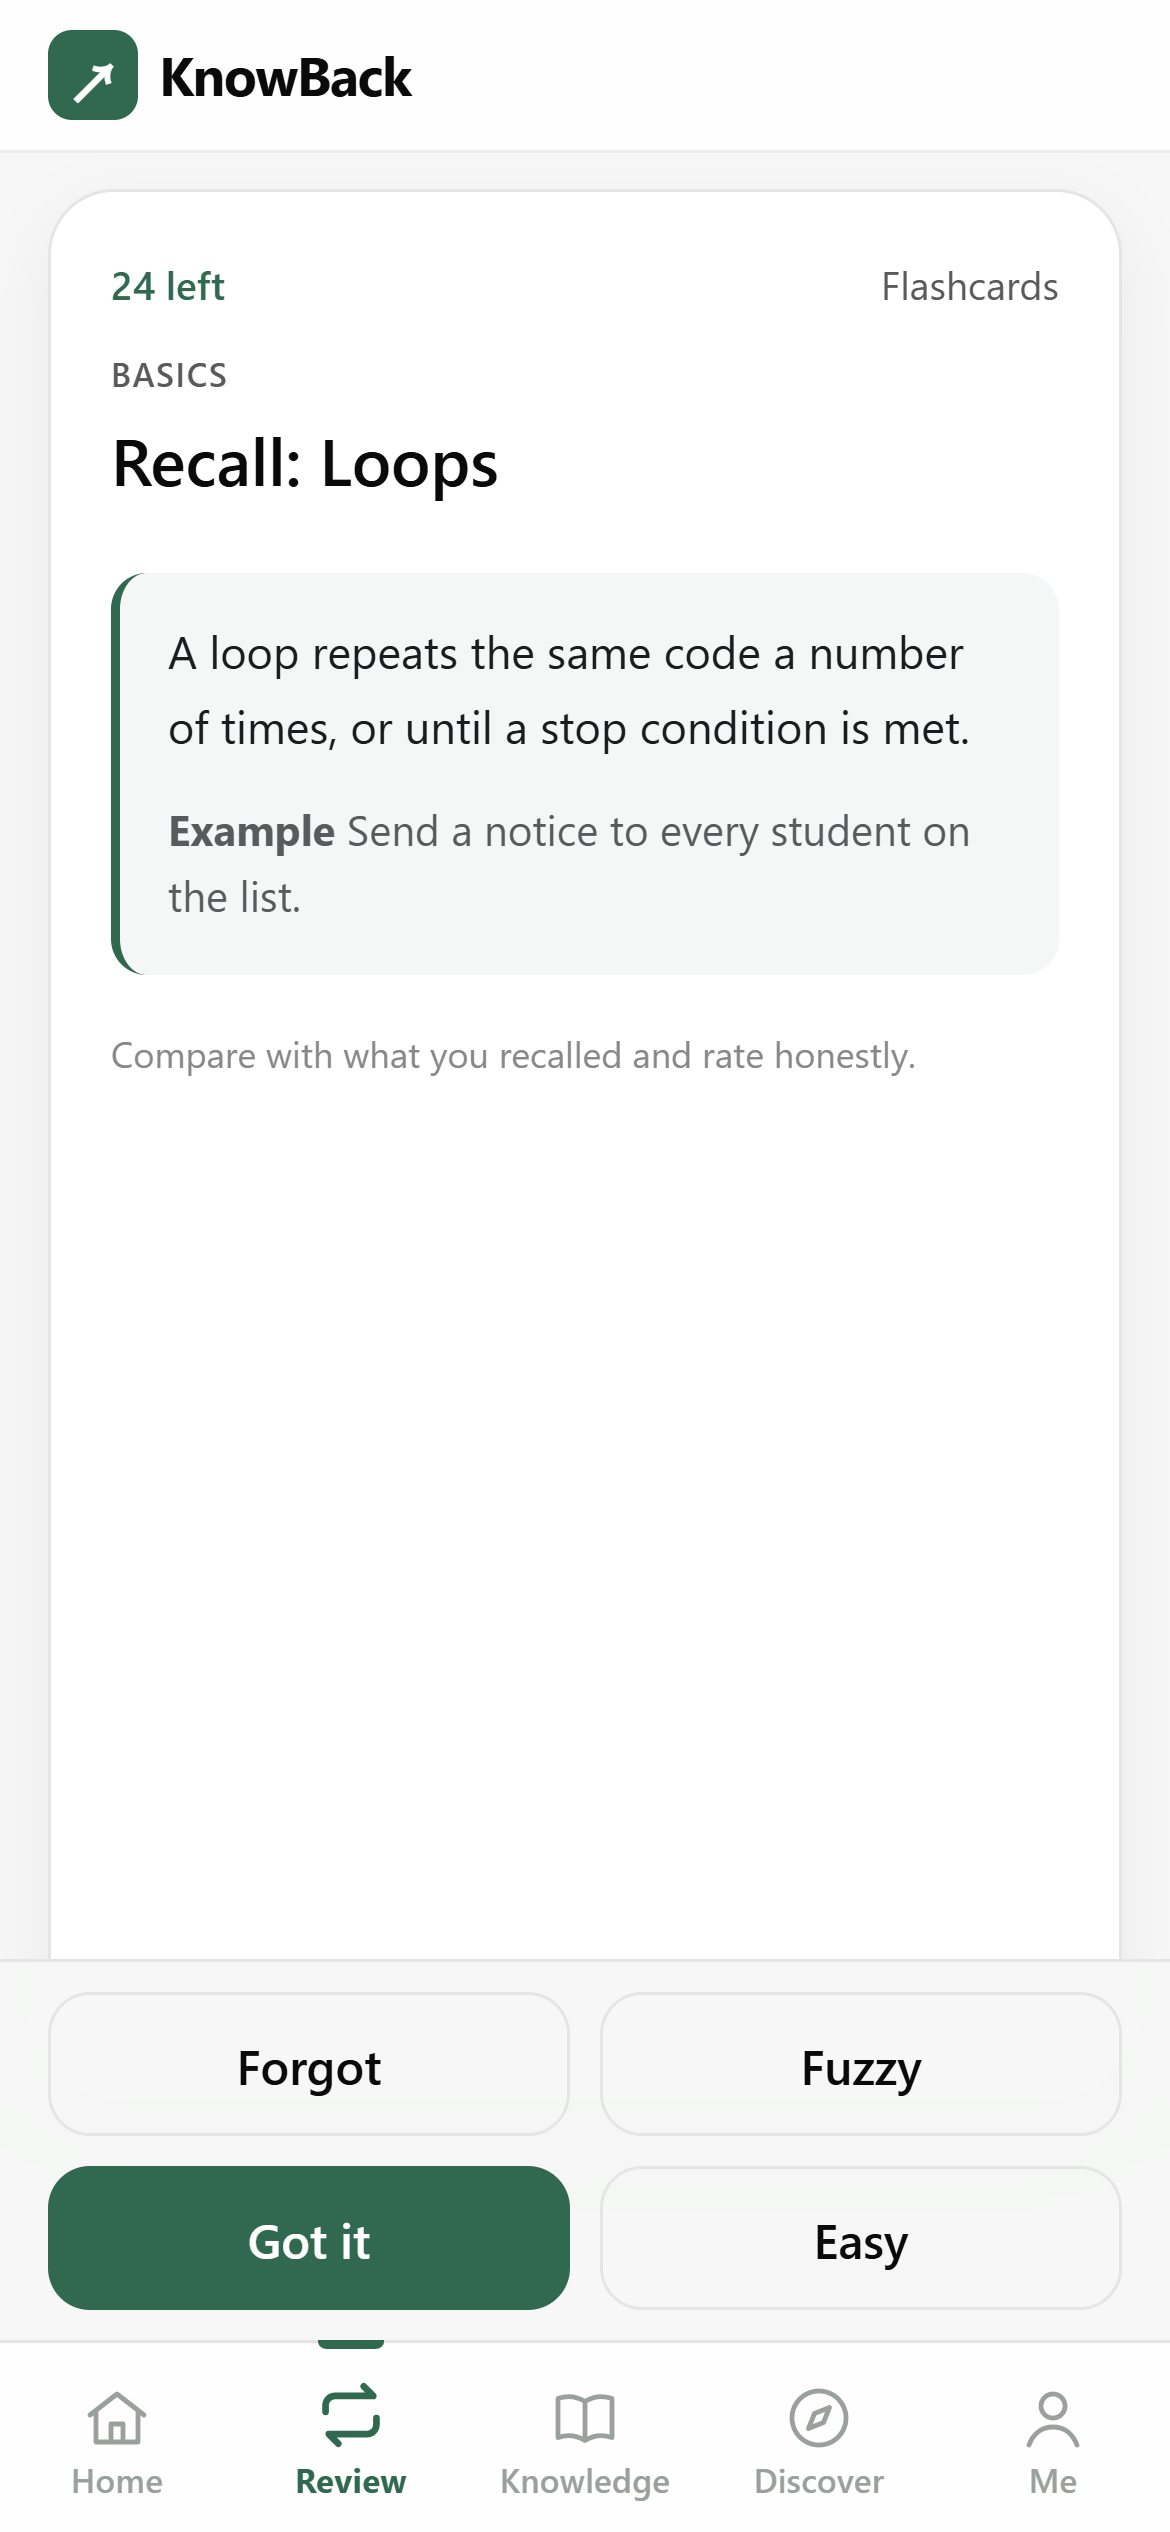 KnowBack
24 left
Flashcards
BASICS
Recall: Loops
A loop repeats the same code a number
of times, or until a stop condition is met.
Example Send a notice to every student on
the list.
Compare with what you recalled and rate honestly.
Forgot
Fuzzy
Got it
Easy
Home
Review
Knowledge
Discover
Me